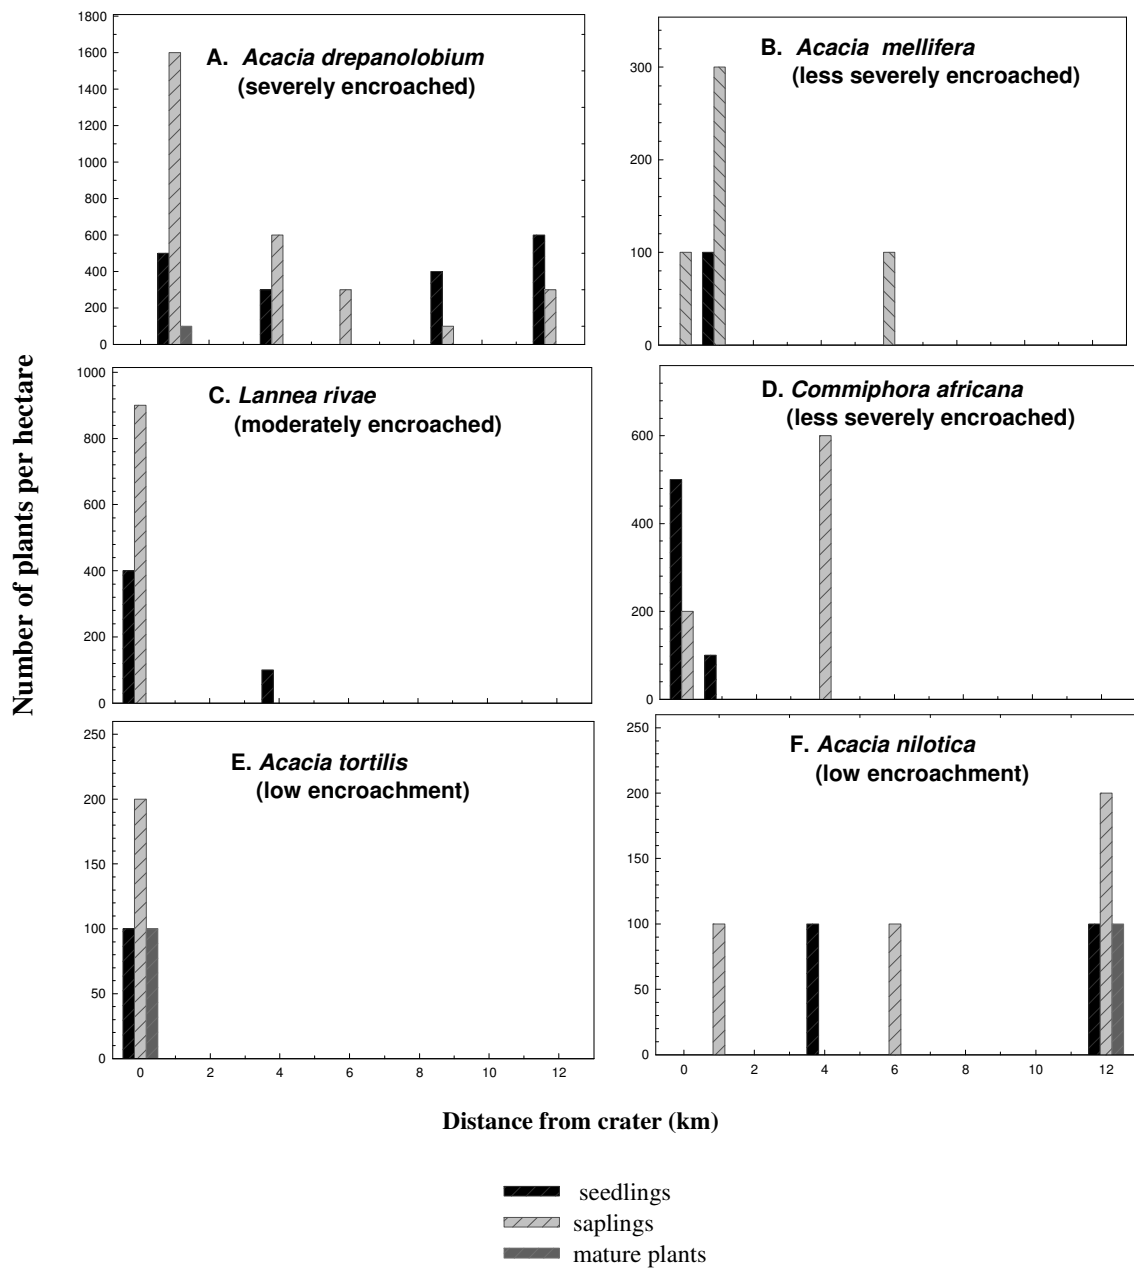 A. Acacia drepanolobium
(severely encroached)
1800
1600
1400
1200
1000
800
600
400
200
0
B. Acacia mellifera
(less severely encroached)
300
200
100
0
C. Lannea rivae
(moderately encroached)
1000
800
600
400
200
0
D. Commiphora africana
(less severely encroached)
600
400
200
0
E. Acacia tortilis
(low encroachment)
250
200
150
100
50
0
0 2 4 6 8 10 12
F. Acacia nilotica
(low encroachment)
250
200
150
100
50
0
0 2 4 6 8 10 12
Number of plants per hectare
Distance from crater (km)
seedlings
saplings
mature plants